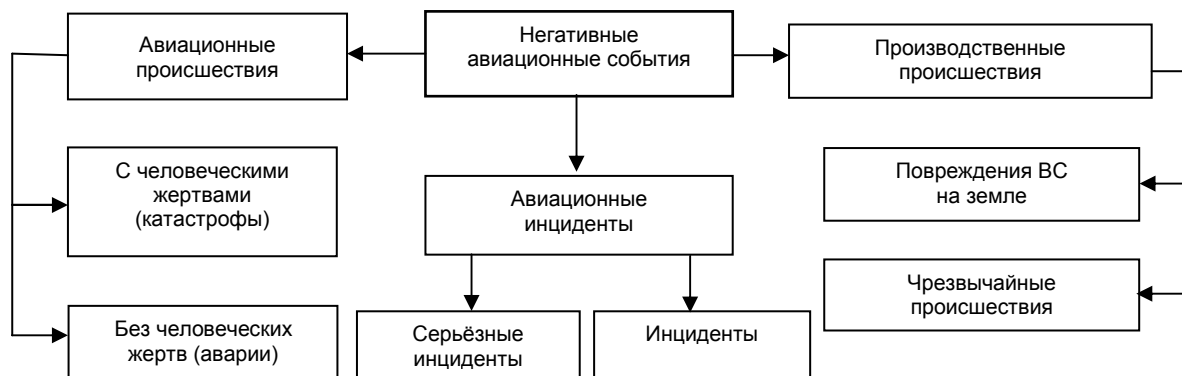 Авиационные
происшествия
Негативные
авиационные события
Производственные
происшествия
С человеческими
жертвами
(катастрофы)
Авиационные
инциденты
Повреждения ВС
на земле
Чрезвычайные
происшествия
Без человеческих
жертв (аварии)
Серьёзные
инциденты
Инциденты